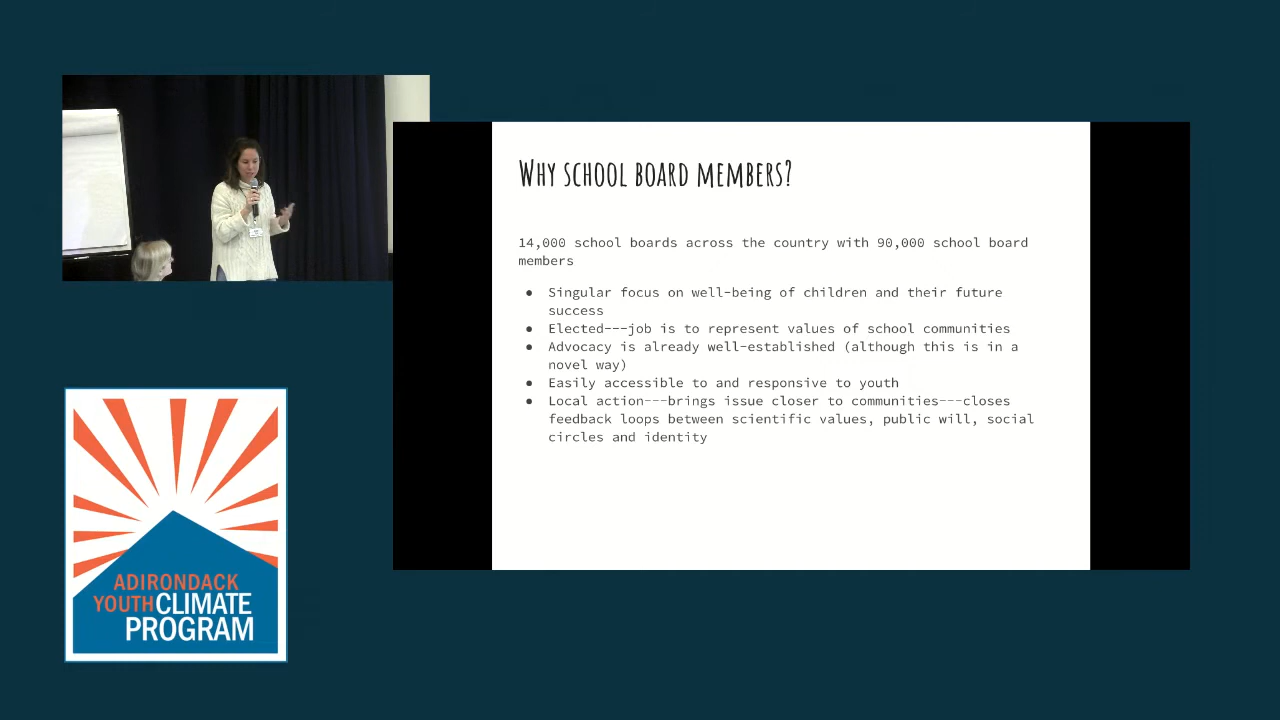 Why school board members?
14,000 school boards across the country with 90,000 school board
members
● Singular focus on well-being of children and their future
success
● Elected---job is to represent values of school communities
● Advocacy is already well-established (although this is in a
novel way)
● Easily accessible to and responsive to youth
● Local action---brings issue closer to communities---closes
feedback loops between scientific values, public will, social
circles and identity
ADIRONDACK
YOUTH CLIMATE
PROGRAM